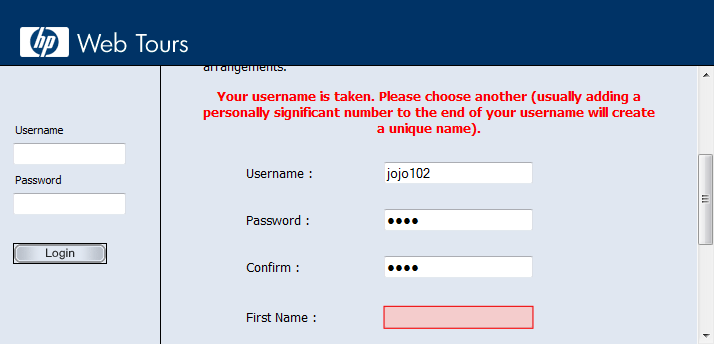 hp Web Tours
arrangements.
Your username is taken. Please choose another (usually adding a
personally significant number to the end of your username will create
a unique name).
Username
Password
Login
Username : jojo102
Password : ●●●●
Confirm : ●●●●
First Name :